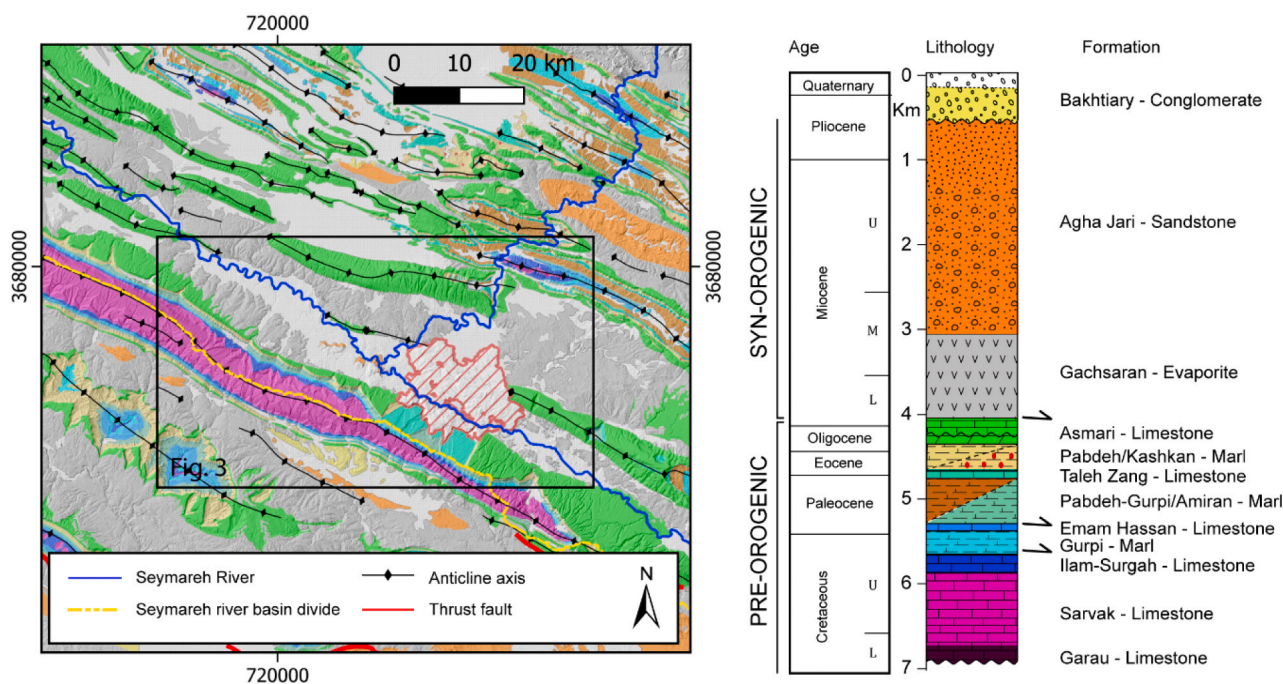 720000
0 10 20 km
3680000
3680000
Fig. 3
Seymareh River
Anticline axis
N
Seymareh river basin divide
Thrust fault
720000
Age
Lithology
Formation
0
Km
1
2
3
4
5
6
7
SYN-OROGENIC
PRE-OROGENIC
Quaternary
Pliocene
Miocene
U
M
L
Oligocene
Eocene
Paleocene
Cretaceous
U
L
Bakhtiary - Conglomerate
Agha Jari - Sandstone
Gachsaran - Evaporite
Asmari - Limestone
Pabdeh/Kashkan - Marl
Taleh Zang - Limestone
Pabdeh-Gurpi/Amiran - Marl
Emam Hassan - Limestone
Gurpi - Marl
Ilam-Surgah - Limestone
Sarvak - Limestone
Garau - Limestone